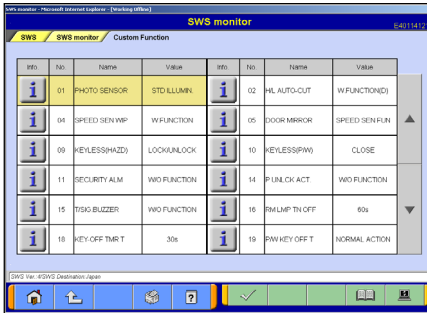 SWS monitor - Microsoft Internet Explorer - [Working Offline]
SWS monitor
E4011412
SWS SWS monitor Custom Function
Info. No. Name Value Info. No. Name Value
01 PHOTO SENSOR STD ILLUMIN. 02 H/L AUTO-CUT W.FUNCTION(D)
04 SPEED SEN WIP W.FUNCTION 05 DOOR MIRROR SPEED SEN FUN
09 KEYLESS(HAZD) LOCK/UNLOCK 10 KEYLESS(P/W) CLOSE
11 SECURITY ALM W/O FUNCTION 14 P UNLCK ACT. W/O FUNCTION
15 T/SIG.BUZZER W/O FUNCTION 16 RM LMP TN OFF 60s
18 KEY-OFF TMR T 30s 19 P/W KEY OFF T NORMAL ACTION
SWS Ver.:4/SWS Destination:Japan